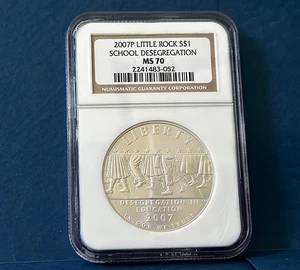 2007P LITTLE ROCK S$1
SCHOOL DESEGREGATION
MS 70
2241483-052
NUMISMATIC GUARANTY CORPORATION
LIBERTY
DESEGREGATION IN
EDUCATION
2007
IN GOD WE TRUST